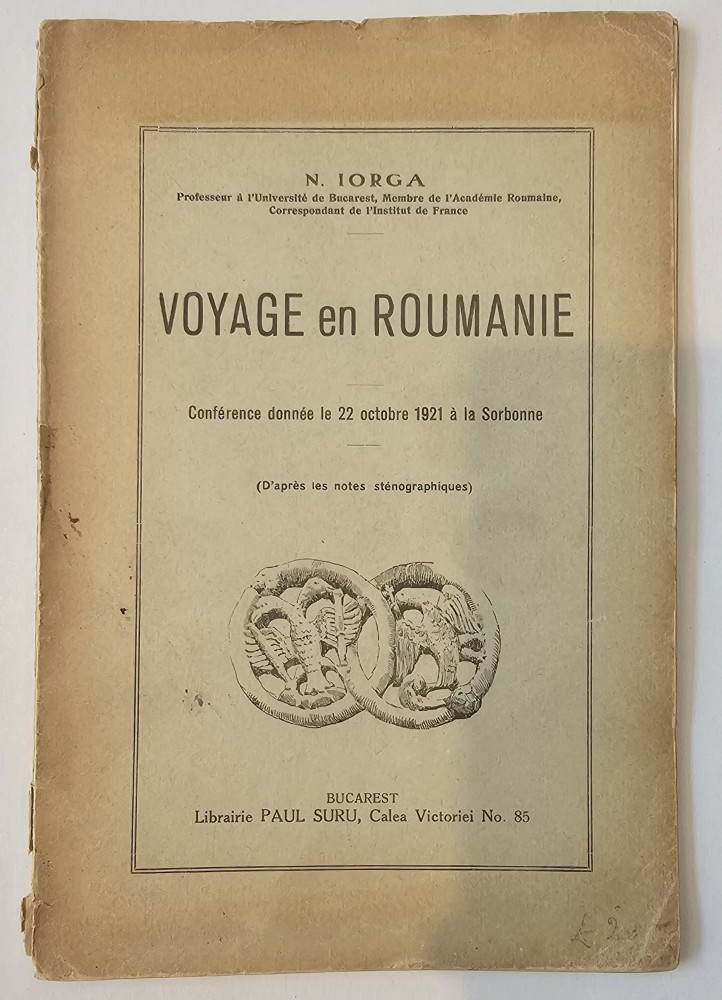 N. IORGA
Professeur à l'Université de Bucarest, Membre de l'Académie Roumaine,
Correspondant de l'Institut de France
VOYAGE en ROUMANIE
Conférence donnée le 22 octobre 1921 à la Sorbonne
(D'après les notes sténographiques)
BUCAREST
Librairie PAUL SURU, Calea Victoriei No. 85